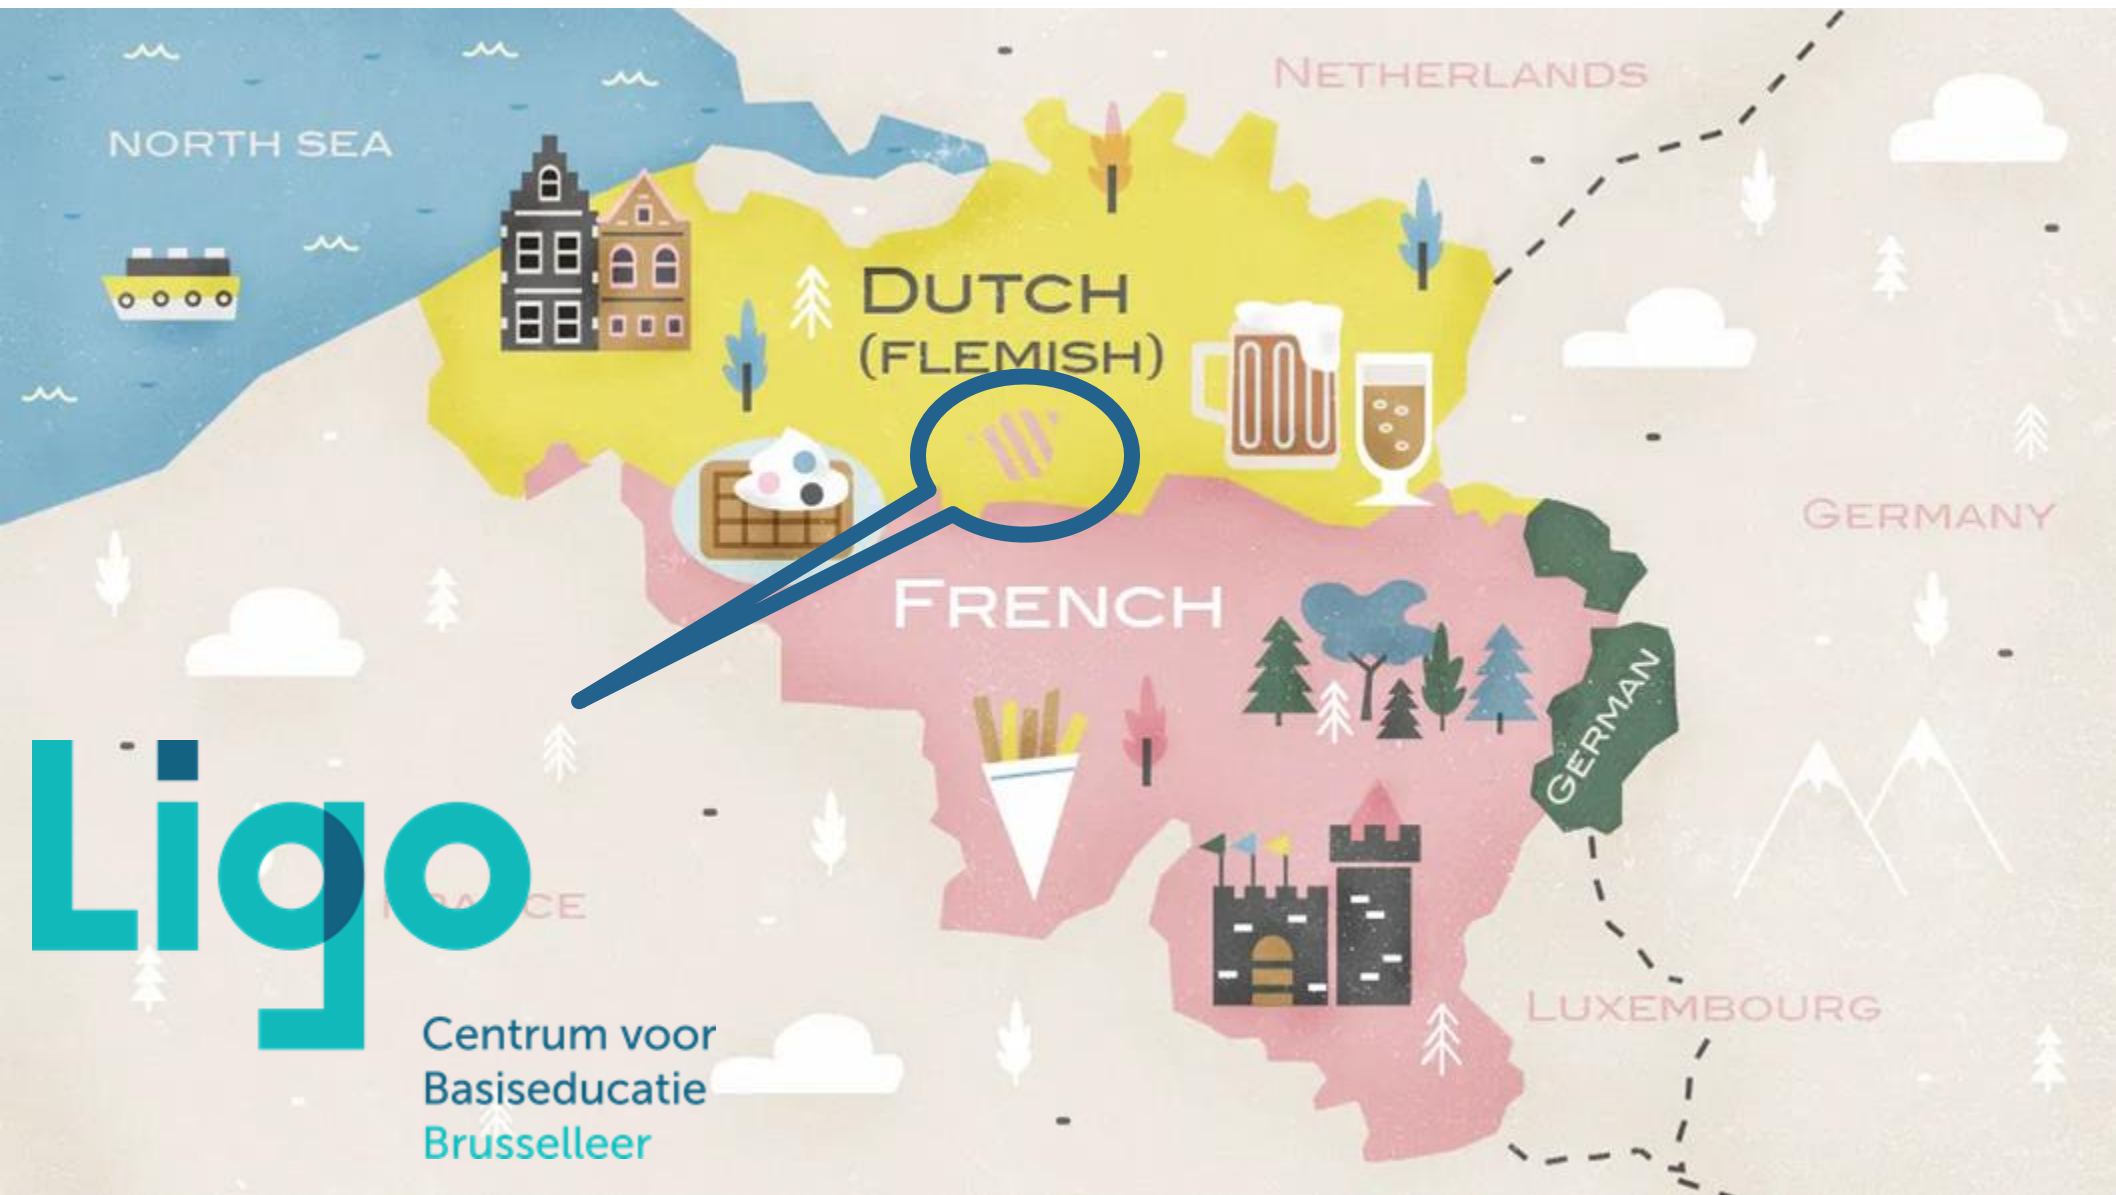 NETHERLANDS
NORTH SEA
DUTCH
(FLEMISH)
GERMANY
FRENCH
GERMAN
Ligo
LUXEMBOURG
Centrum voor
Basiseducatie
Brusselleer